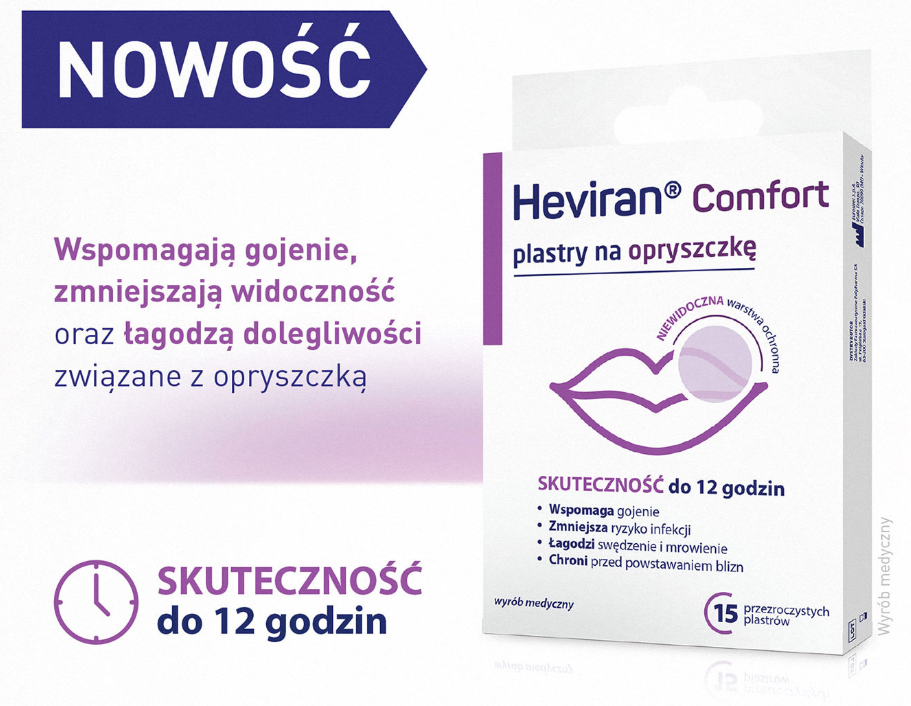 NOWOŚĆ
Wspomagają gojenie,
zmniejszają widoczność
oraz łagodzą dolegliwości
związane z opryszczką
SKUTECZNOŚĆ
do 12 godzin
Heviran® Comfort
plastry na opryszczkę
NIEWIDOCZNA warstwa ochronna
SKUTECZNOŚĆ do 12 godzin
• Wspomaga gojenie
• Zmniejsza ryzyko infekcji
• Łagodzi swędzenie i mrowienie
• Chroni przed powstawaniem blizn
wyrób medyczny
15 przezroczystych
plastrów
DYSTRYBUTOR
LOT
Wyrób medyczny